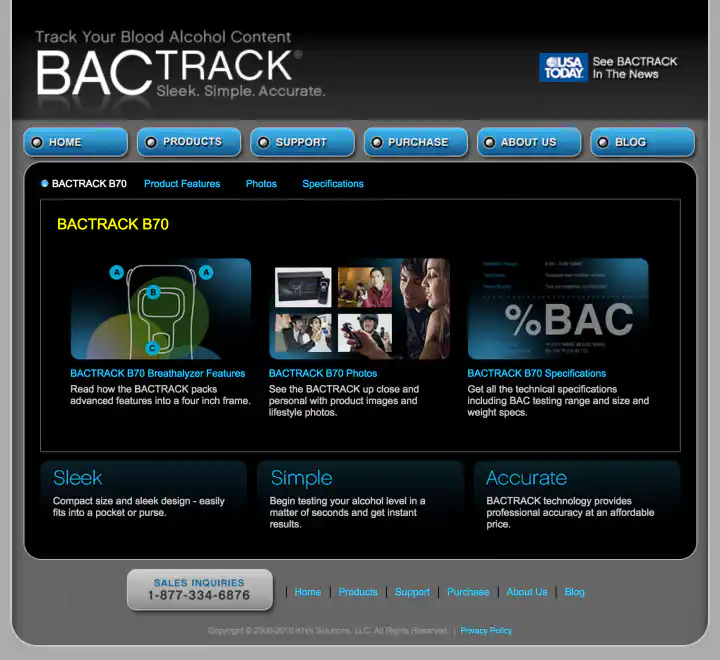 Track Your Blood Alcohol Content
BACTRACK®
Sleek. Simple. Accurate.
USA TODAY.
See BACTRACK
In The News
HOME
PRODUCTS
SUPPORT
PURCHASE
ABOUT US
BLOG
BACTRACK B70
Product Features
Photos
Specifications
BACTRACK B70
A
A
B
C
%BAC
BACTRACK B70 Breathalyzer Features
Read how the BACTRACK packs
advanced features into a four inch frame.
BACTRACK B70 Photos
See the BACTRACK up close and
personal with product images and
lifestyle photos.
BACTRACK B70 Specifications
Get all the technical specifications
including BAC testing range and size and
weight specs.
Sleek
Compact size and sleek design - easily
fits into a pocket or purse.
Simple
Begin testing your alcohol level in a
matter of seconds and get instant
results.
Accurate
BACTRACK technology provides
professional accuracy at an affordable
price.
SALES INQUIRIES
1-877-334-6876
| Home | Products | Support | Purchase | About Us | Blog
Copyright © 2008-2010 KHN Solutions, LLC. All Rights Reserved. | Privacy Policy